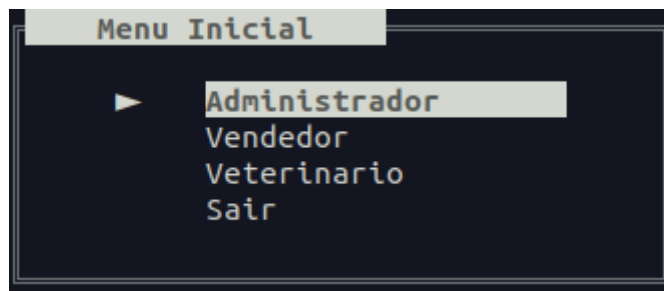 Menu Inicial
► Administrador
Vendedor
Veterinario
Sair